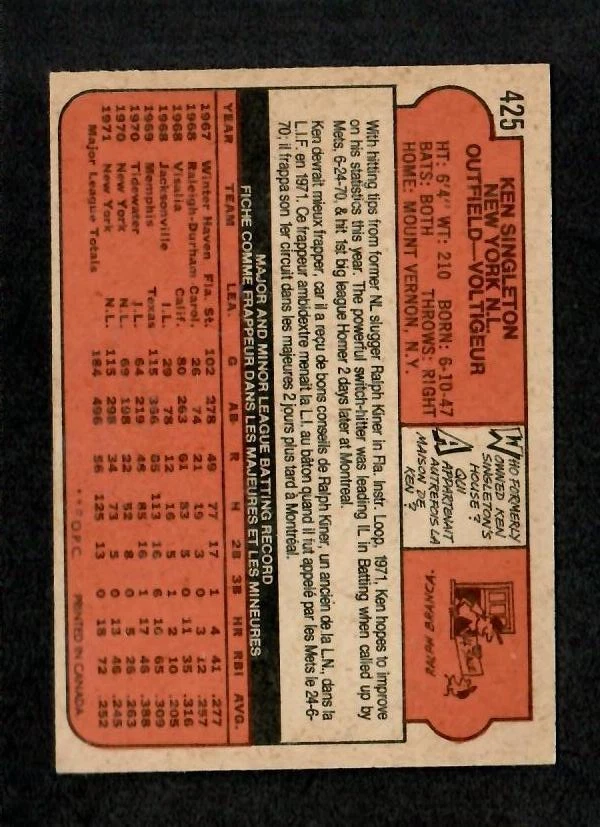 425
KEN SINGLETON
NEW YORK N.L.
OUTFIELD—VOLTIGEUR
HT: 6'4" WT: 210 BORN: 6-10-47
BATS: BOTH THROWS: RIGHT
HOME: MOUNT VERNON, N.Y.
WHO FORMERLY
OWNED KEN
SINGLETON'S
HOUSE?
A QUI
APPARTENAIT
AUTREFOIS LA
MAISON DE
KEN?
RALPH BRANCA.
With hitting tips from former NL slugger Ralph Kiner in Fla. Instr. Loop, 1971, Ken hopes to improve
on his statistics this year. The powerful switch-hitter was leading IL in Batting when called up by
Mets, 6-24-70, & hit 1st big league Homer 2 days later at Montreal.
Ken devrait mieux frapper, car il a reçu de bons conseils de Ralph Kiner, un ancien de la L.N., dans la
L.I.F. en 1971. Ce frappeur ambidextre menait la L.I. au bâton quand il fut appelé par les Mets le 24-6-
70; il frappa son 1er circuit dans les majeures 2 jours plus tard à Montréal.
MAJOR AND MINOR LEAGUE BATTING RECORD
FICHE COMME FRAPPEUR DANS LES MAJEURES ET LES MINEURES
YEAR TEAM LEA. G AB R H 2B 3B HR RBI AVG.
1967 Winter Haven Fla. St. 102 278 49 77 17 1 4 41 .277
1968 Raleigh-Durham Carol. 26 74 21 19 3 0 3 12 .257
1968 Visalia Calif. 80 263 61 83 5 0 11 35 .316
1968 Jacksonville I.L. 29 78 12 16 5 1 2 10 .205
1969 Memphis Texas 115 366 113 16 6 65 .309
1970 Tidewater I.L. 64 219 46 85 16 1 17 46 .388
1970 New York N.L. 69 198 22 52 8 0 5 26 .263
1971 New York N.L. 115 298 34 73 5 0 13 46 .245
Major League Totals 184 496 56 125 13 0 18 72 .252
**O.P.C. PRINTED IN CANADA